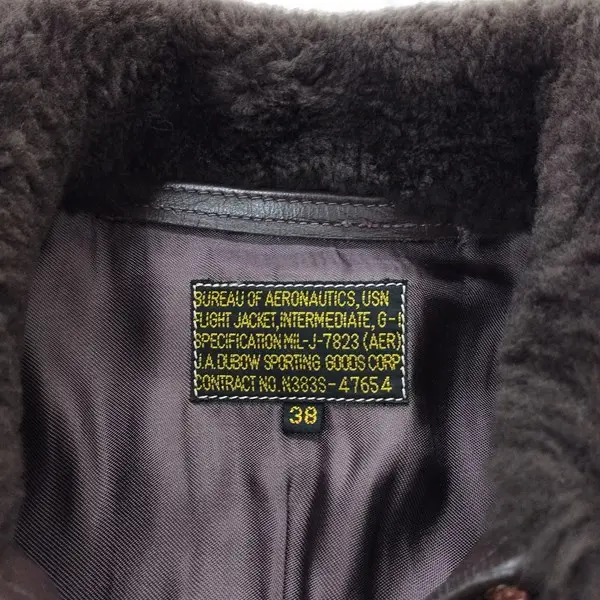 BUREAU OF AERONAUTICS, USN
FLIGHT JACKET, INTERMEDIATE, G-1
SPECIFICATION MIL-J-7823 (AER)
J.A. DUBOW SPORTING GOODS CORP
CONTRACT NO. N383S-47654
38